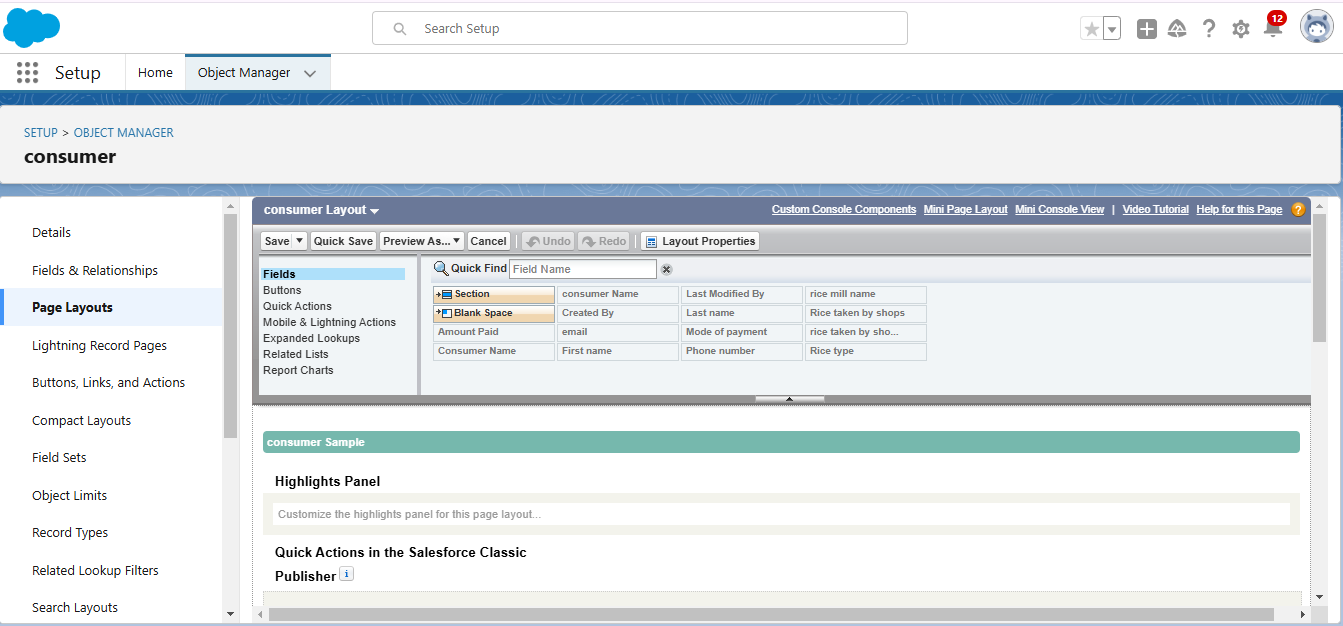 Search Setup
12
Setup
Home
Object Manager
SETUP > OBJECT MANAGER
consumer
Details
Fields & Relationships
Page Layouts
Lightning Record Pages
Buttons, Links, and Actions
Compact Layouts
Field Sets
Object Limits
Record Types
Related Lookup Filters
Search Layouts
consumer Layout
Custom Console Components Mini Page Layout Mini Console View | Video Tutorial Help for this Page ?
Save Quick Save Preview As... Cancel Undo Redo Layout Properties
Fields
Buttons
Quick Actions
Mobile & Lightning Actions
Expanded Lookups
Related Lists
Report Charts
Quick Find Field Name
Section consumer Name Last Modified By rice mill name
Blank Space Created By Last name Rice taken by shops
Amount Paid email Mode of payment rice taken by sho...
Consumer Name First name Phone number Rice type
consumer Sample
Highlights Panel
Customize the highlights panel for this page layout...
Quick Actions in the Salesforce Classic
Publisher i